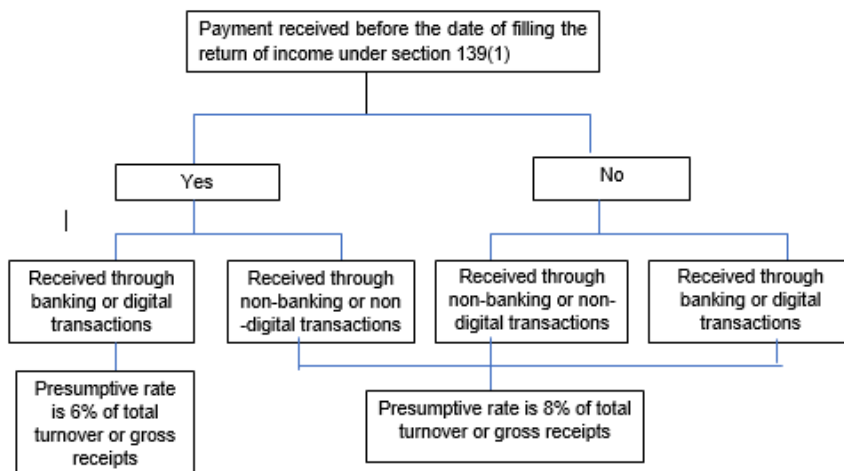 Payment received before the date of filling the
return of income under section 139(1)
Yes
No
Received through
banking or digital
transactions
Received through
non-banking or non
-digital transactions
Received through
non-banking or non-
digital transactions
Received through
banking or digital
transactions
Presumptive rate
is 6% of total
turnover or gross
receipts
Presumptive rate is 8% of total
turnover or gross receipts